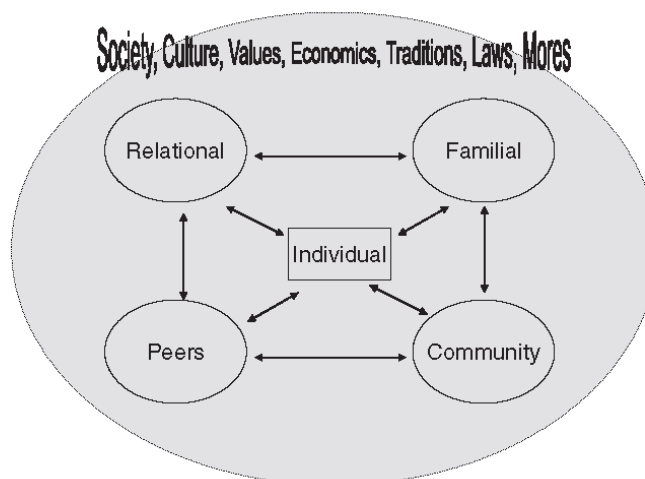 Society, Culture, Values, Economics, Traditions, Laws, Mores
Relational
Familial
Individual
Peers
Community